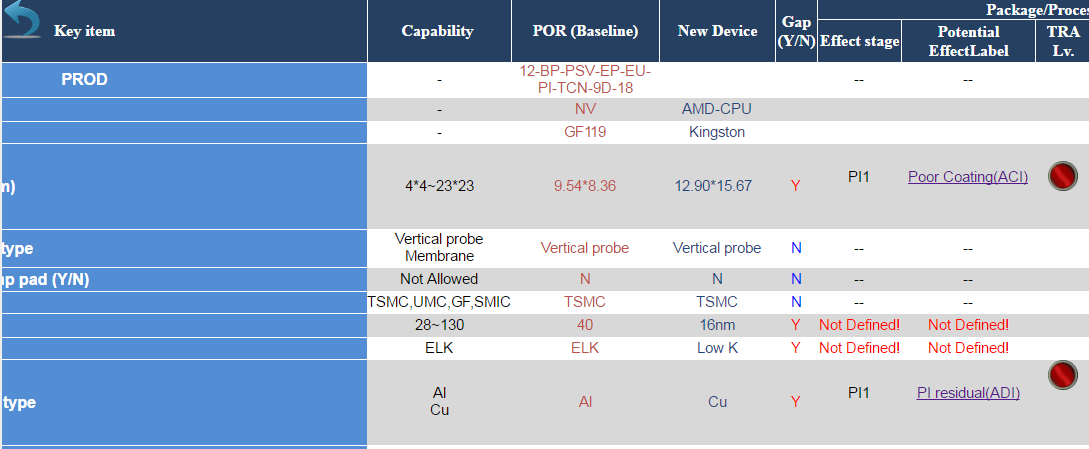 Package/Proces
Key item Capability POR (Baseline) New Device Gap (Y/N) Effect stage Potential EffectLabel TRA Lv.
PROD - 12-BP-PSV-EP-EU-PI-TCN-9D-18 -- --
- NV AMD-CPU
- GF119 Kingston
m) 4*4~23*23 9.54*8.36 12.90*15.67 Y PI1 Poor Coating(ACI)
type Vertical probe Membrane Vertical probe Vertical probe N -- --
np pad (Y/N) Not Allowed N N N -- --
TSMC,UMC,GF,SMIC TSMC TSMC N -- --
28~130 40 16nm Y Not Defined! Not Defined!
ELK ELK Low K Y Not Defined! Not Defined!
type Al Cu Al Cu Y PI1 PI residual(ADI)